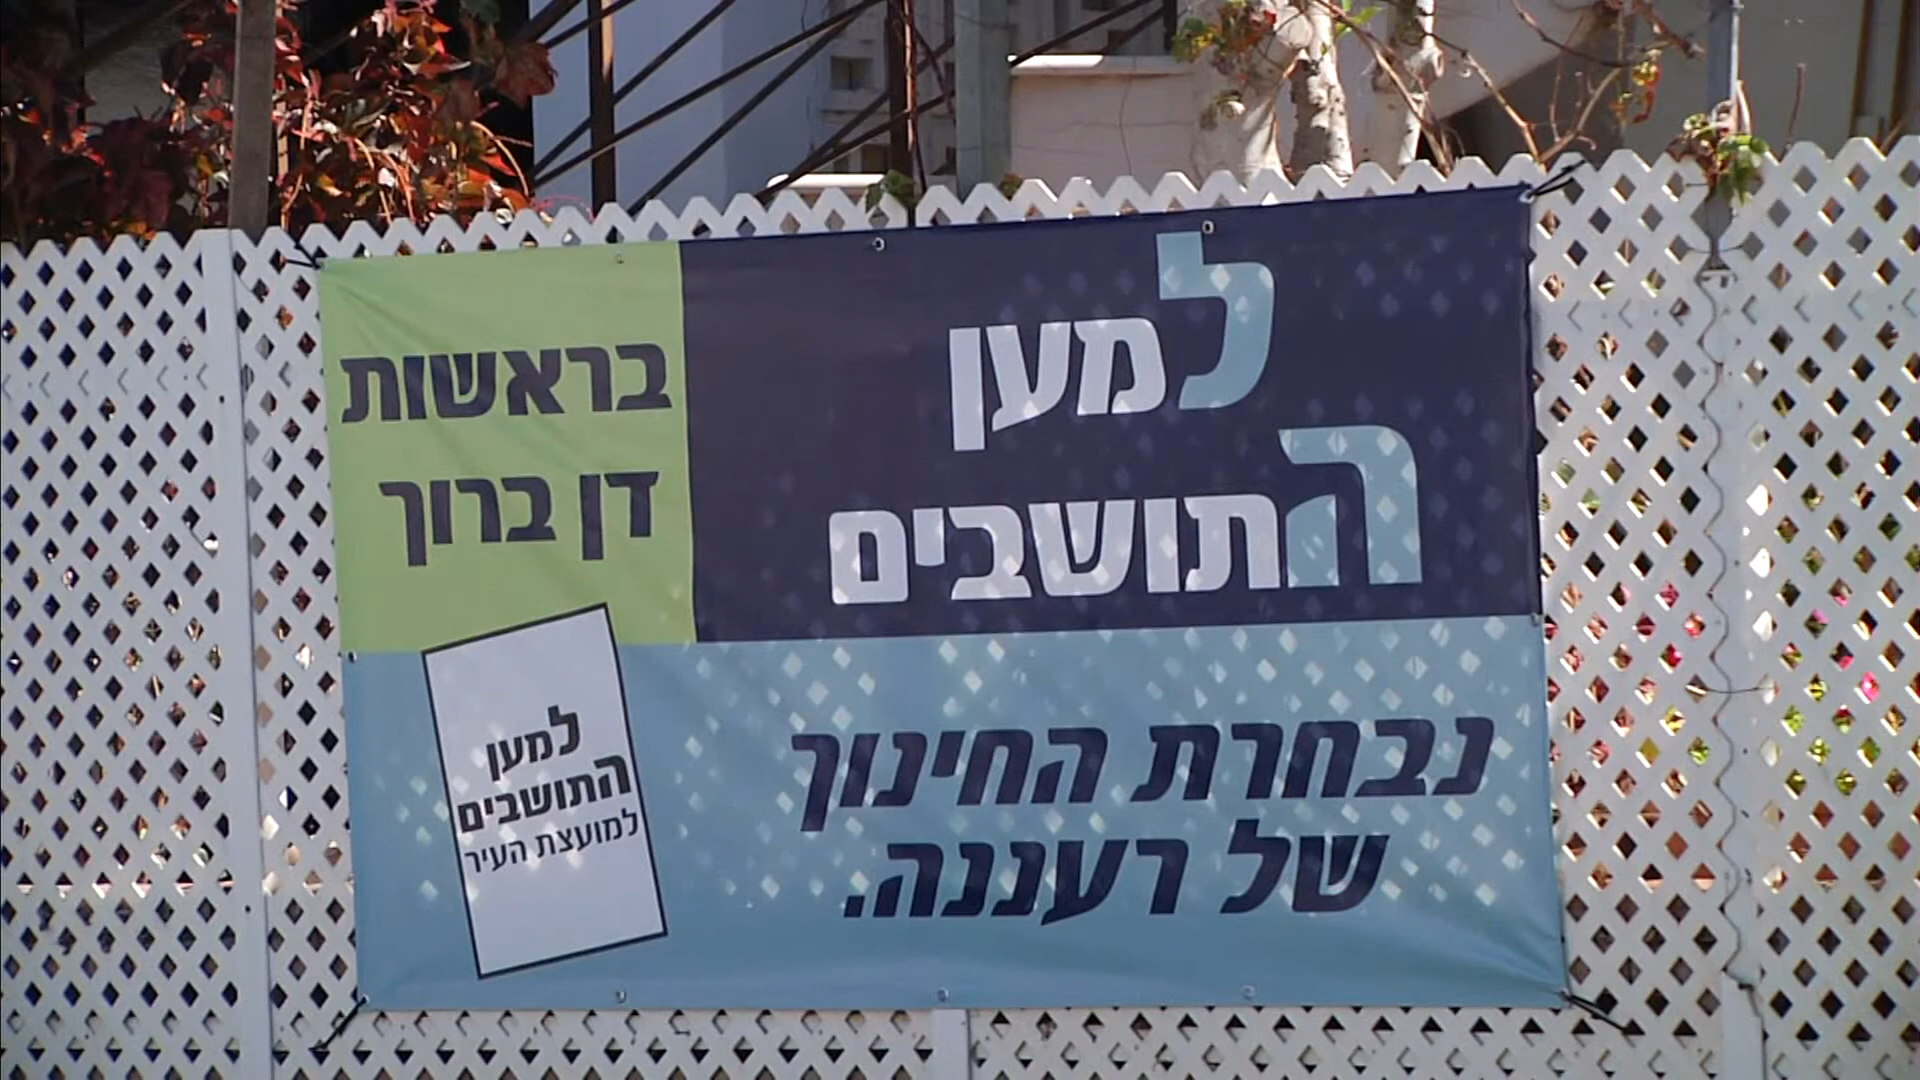 למען
התושבים
בראשות
דן ברוך
נבחרת החינוך
של רעננה.
למען
התושבים
למועצת העיר